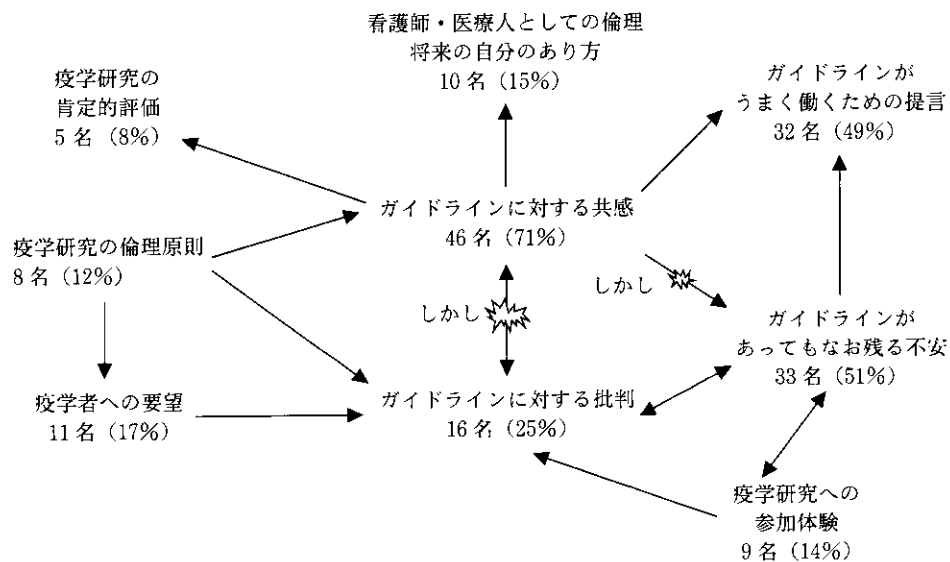 看護師・医療人としての倫理
将来の自分のあり方
10名(15%)
疫学研究の
肯定的評価
5名(8%)
ガイドラインが
うまく働くための提言
32名(49%)
ガイドラインに対する共感
46名(71%)
疫学研究の倫理原則
8名(12%)
しかし
しかし
ガイドラインが
あってもなお残る不安
33名(51%)
疫学者への要望
11名(17%)
ガイドラインに対する批判
16名(25%)
疫学研究への
参加体験
9名(14%)